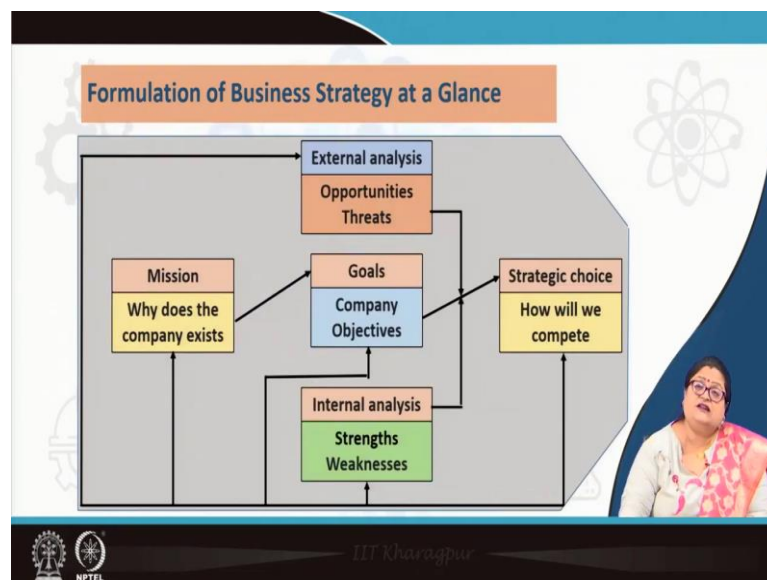 Formulation of Business Strategy at a Glance
External analysis
Opportunities
Threats
Mission
Why does the
company exists
Goals
Company
Objectives
Strategic choice
How will we
compete
Internal analysis
Strengths
Weaknesses
IIT Kharagpur
NPTEL